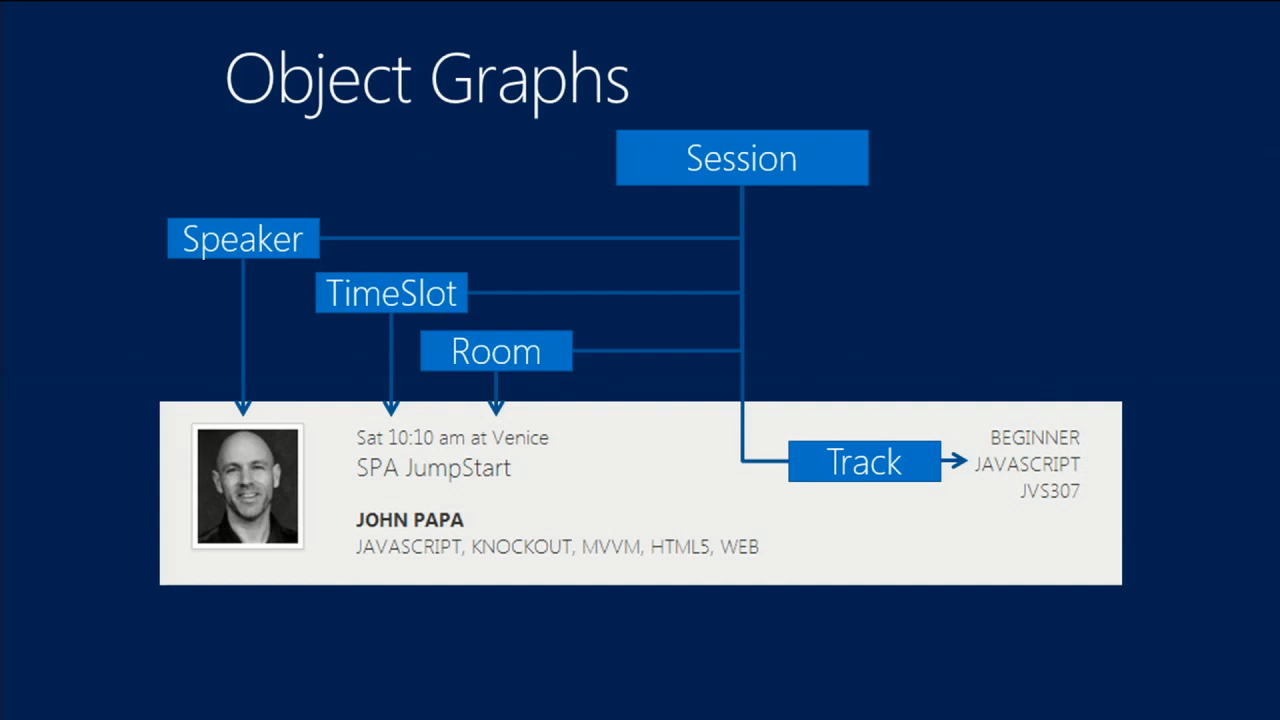 Object Graphs
Session
Speaker
TimeSlot
Room
Sat 10:10 am at Venice
SPA JumpStart
JOHN PAPA
JAVASCRIPT, KNOCKOUT, MVVM, HTML5, WEB
Track
BEGINNER
JAVASCRIPT
JVS307